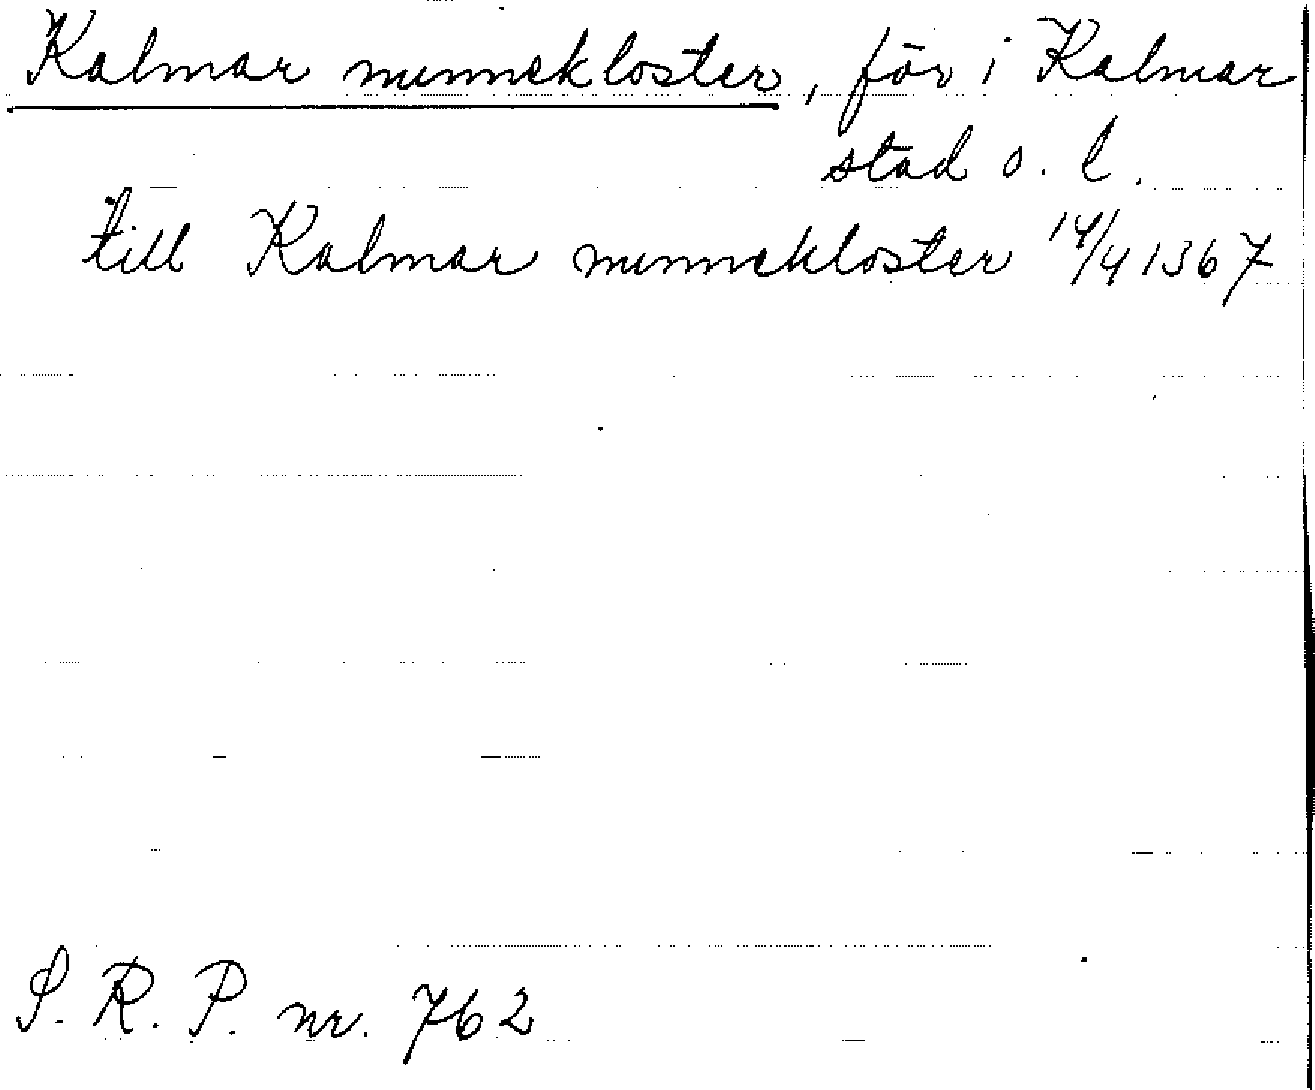 Kalmar nunnekloster, för i Kalmar
stad o. l.
till Kalmar nunnekloster 14/4 1367
S. R. P. nr. 762